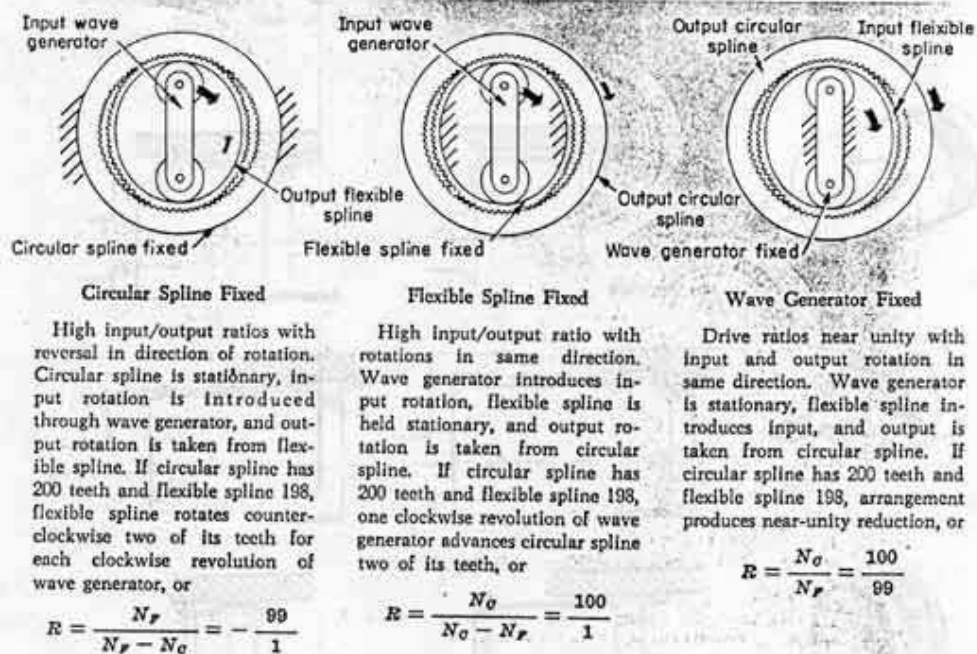 Input wave
generator
Output flexible
spline
Circular spline fixed
Circular Spline Fixed
High input/output ratios with
reversal in direction of rotation.
Circular spline is stationary, in-
put rotation is introduced
through wave generator, and out-
put rotation is taken from flex-
ible spline. If circular spline has
200 teeth and flexible spline 198,
flexible spline rotates counter-
clockwise two of its teeth for
each clockwise revolution of
wave generator, or
R = N_F / (N_F − N_C) = − 99 / 1
Input wave
generator
Output circular
spline
Flexible spline fixed
Flexible Spline Fixed
High input/output ratio with
rotations in same direction.
Wave generator introduces in-
put rotation, flexible spline is
held stationary, and output ro-
tation is taken from circular
spline. If circular spline has
200 teeth and flexible spline 198,
one clockwise revolution of wave
generator advances circular spline
two of its teeth, or
R = N_C / (N_C − N_F) = 100 / 1
Output circular
spline
Input fleixible
spline
Wave generator fixed
Wave Generator Fixed
Drive ratios near unity with
input and output rotation in
same direction. Wave generator
is stationary, flexible spline in-
troduces input, and output is
taken from circular spline. If
circular spline has 200 teeth and
flexible spline 198, arrangement
produces near-unity reduction, or
R = N_C / N_F = 100 / 99